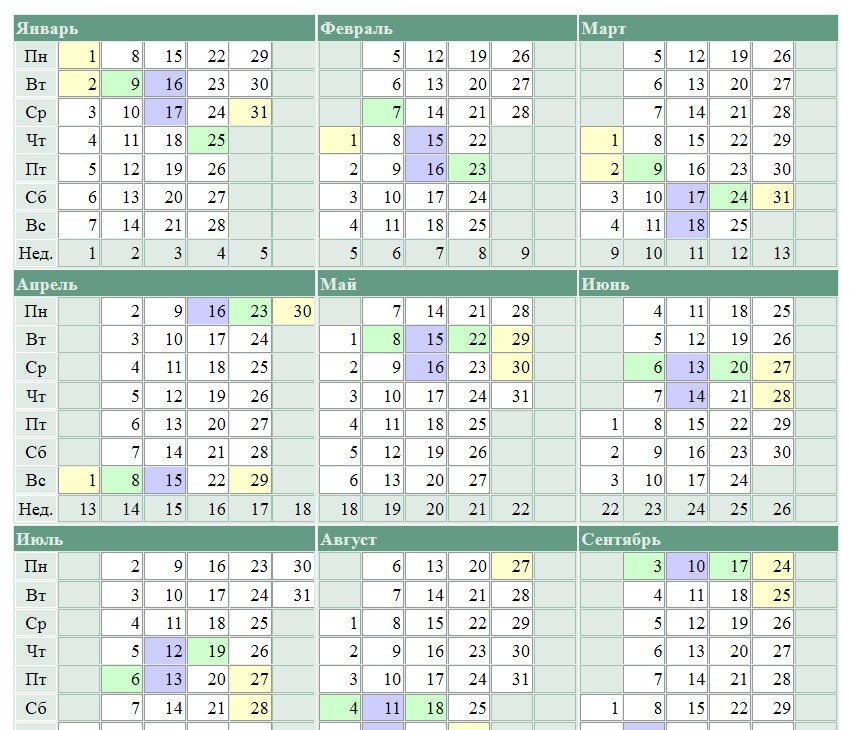 Январь Февраль Март
Пн 1 8 15 22 29 5 12 19 26 5 12 19 26
Вт 2 9 16 23 30 6 13 20 27 6 13 20 27
Ср 3 10 17 24 31 7 14 21 28 7 14 21 28
Чт 4 11 18 25 1 8 15 22 1 8 15 22 29
Пт 5 12 19 26 2 9 16 23 2 9 16 23 30
Сб 6 13 20 27 3 10 17 24 3 10 17 24 31
Вс 7 14 21 28 4 11 18 25 4 11 18 25
Нед. 1 2 3 4 5 5 6 7 8 9 9 10 11 12 13
Апрель Май Июнь
Пн 2 9 16 23 30 7 14 21 28 4 11 18 25
Вт 3 10 17 24 1 8 15 22 29 5 12 19 26
Ср 4 11 18 25 2 9 16 23 30 6 13 20 27
Чт 5 12 19 26 3 10 17 24 31 7 14 21 28
Пт 6 13 20 27 4 11 18 25 1 8 15 22 29
Сб 7 14 21 28 5 12 19 26 2 9 16 23 30
Вс 1 8 15 22 29 6 13 20 27 3 10 17 24
Нед. 13 14 15 16 17 18 18 19 20 21 22 22 23 24 25 26
Июль Август Сентябрь
Пн 2 9 16 23 30 6 13 20 27 3 10 17 24
Вт 3 10 17 24 31 7 14 21 28 4 11 18 25
Ср 4 11 18 25 1 8 15 22 29 5 12 19 26
Чт 5 12 19 26 2 9 16 23 30 6 13 20 27
Пт 6 13 20 27 3 10 17 24 31 7 14 21 28
Сб 7 14 21 28 4 11 18 25 1 8 15 22 29